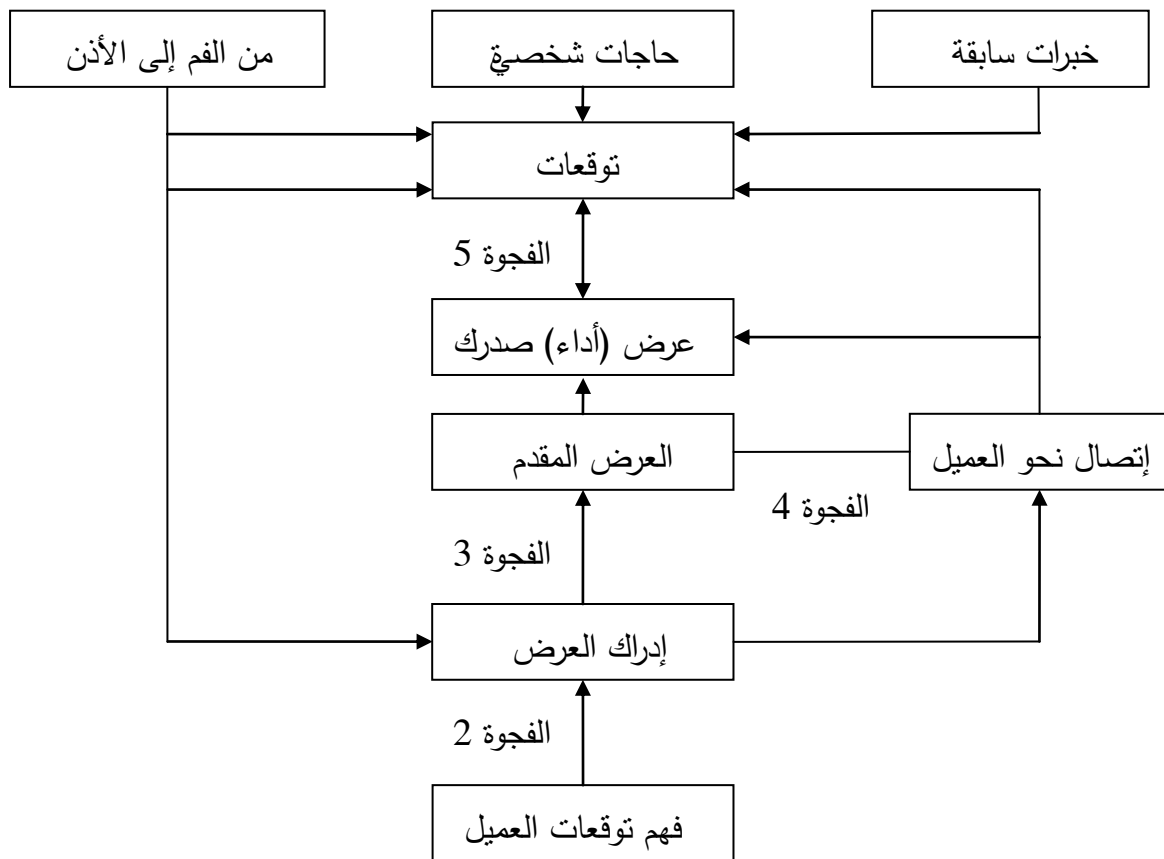 خبرات سابقة
حاجات شخصية
من الفم إلى الأذن
توقعات
الفجوة 5
عرض (أداء) صدرك
العرض المقدم
إتصال نحو العميل
الفجوة 4
الفجوة 3
إدراك العرض
الفجوة 2
فهم توقعات العميل